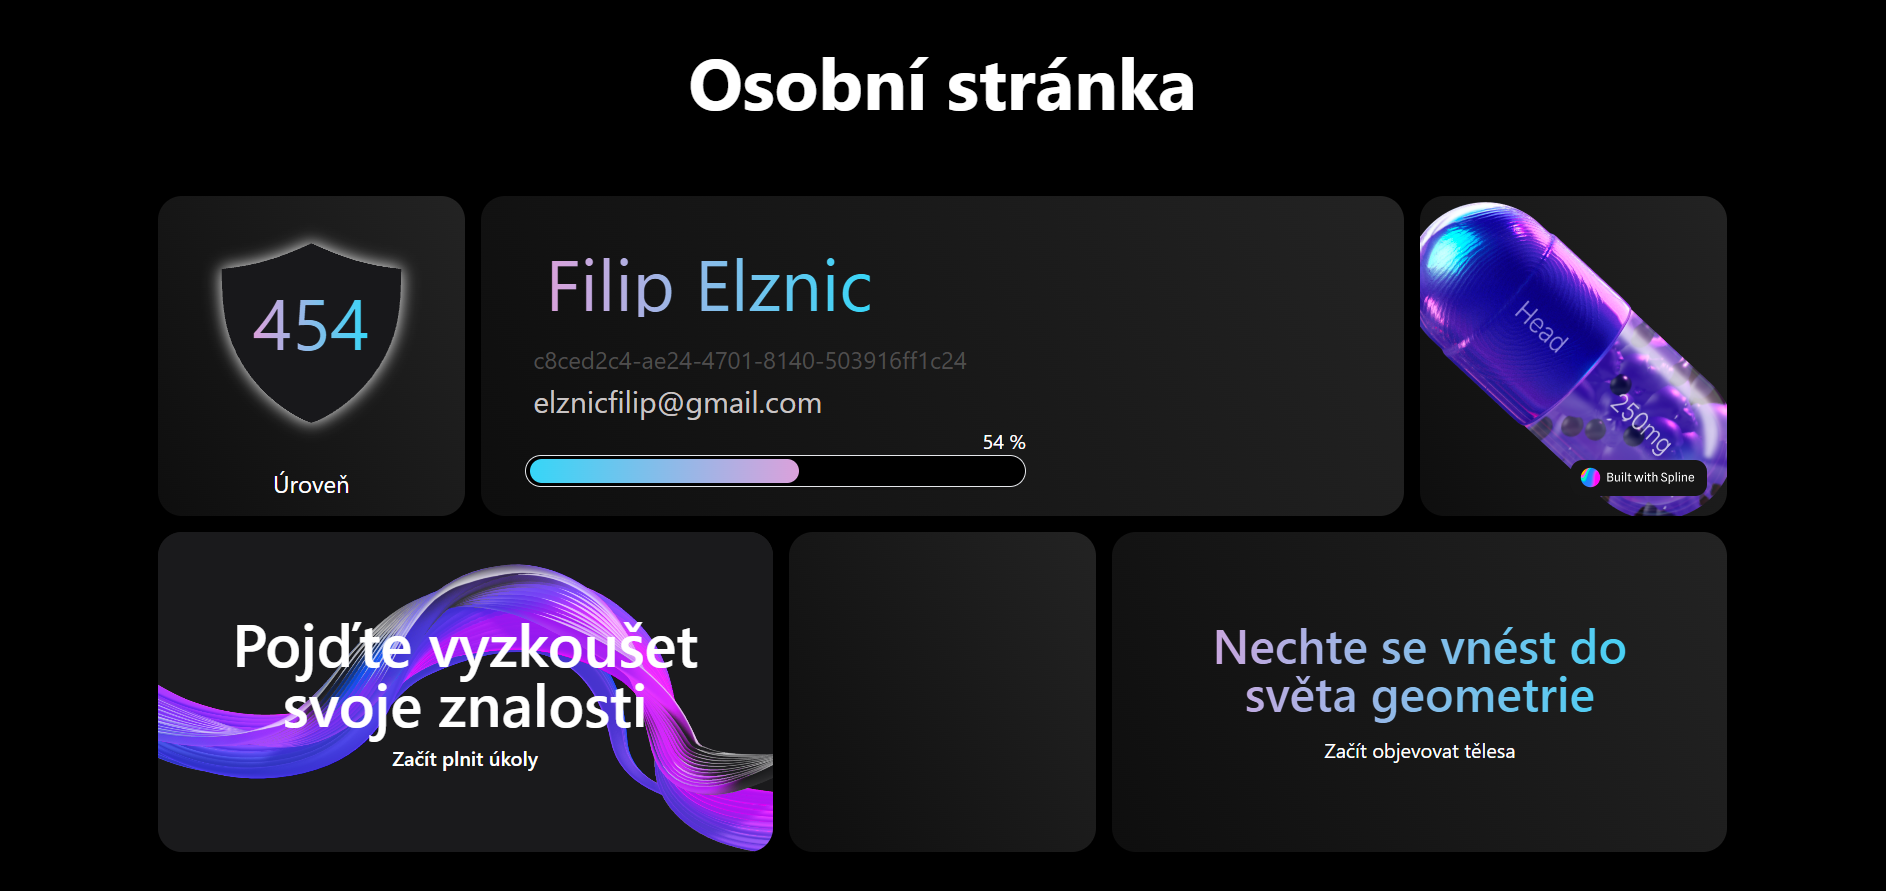 Osobní stránka
454
Úroveň
Filip Elznic
c8ced2c4-ae24-4701-8140-503916ff1c24
elznicfilip@gmail.com
54 %
Head
250mg
Built with Spline
Pojďte vyzkoušet
svoje znalosti
Začít plnit úkoly
Nechte se vnést do
světa geometrie
Začít objevovat tělesa